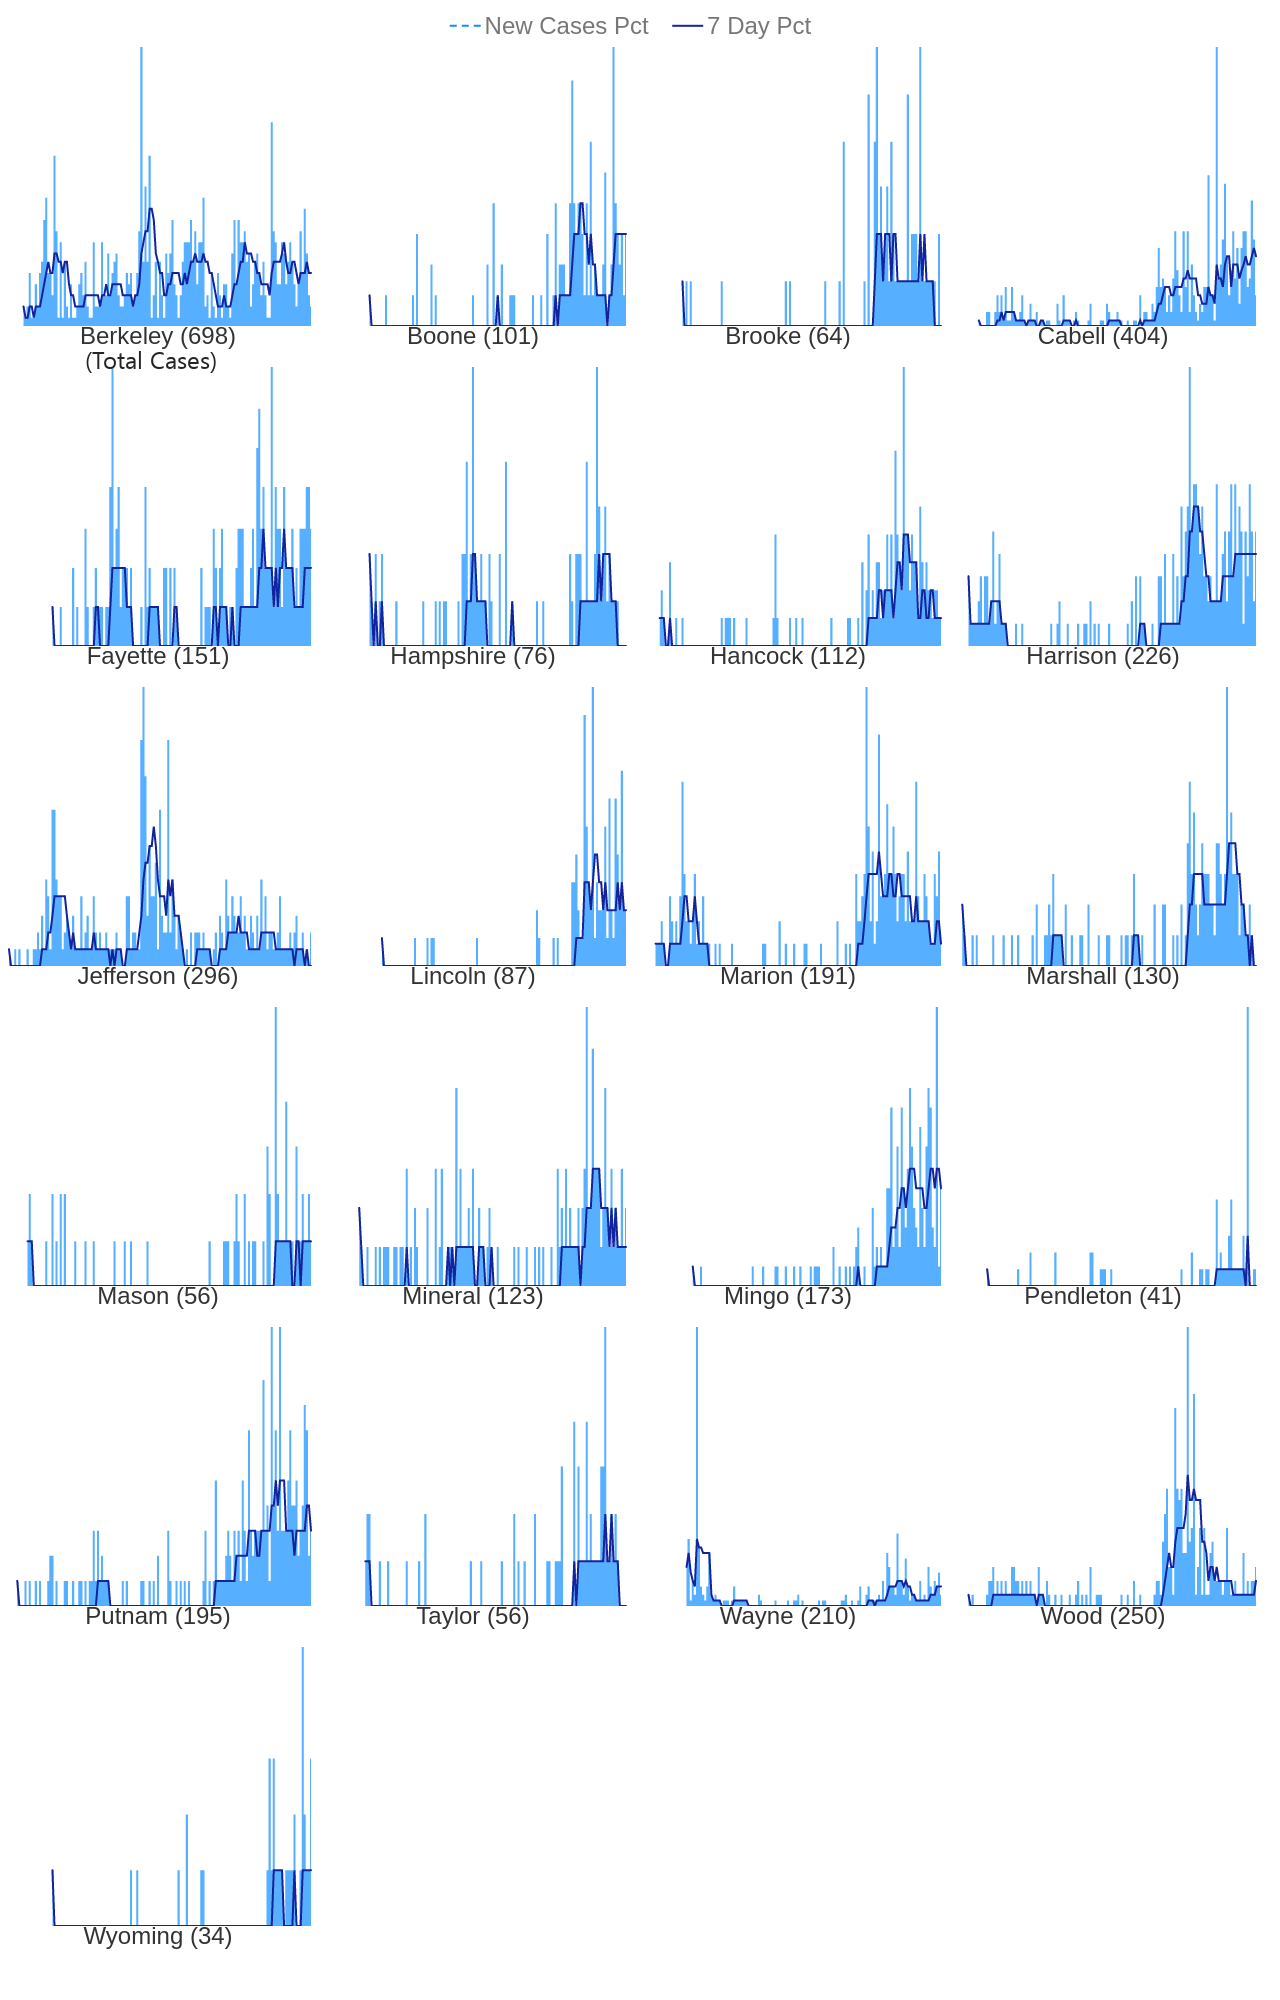 New Cases Pct 7 Day Pct
Berkeley (698) Boone (101) Brooke (64) Cabell (404)
(Total Cases)
Fayette (151) Hampshire (76) Hancock (112) Harrison (226)
Jefferson (296) Lincoln (87) Marion (191) Marshall (130)
Mason (56) Mineral (123) Mingo (173) Pendleton (41)
Putnam (195) Taylor (56) Wayne (210) Wood (250)
Wyoming (34)